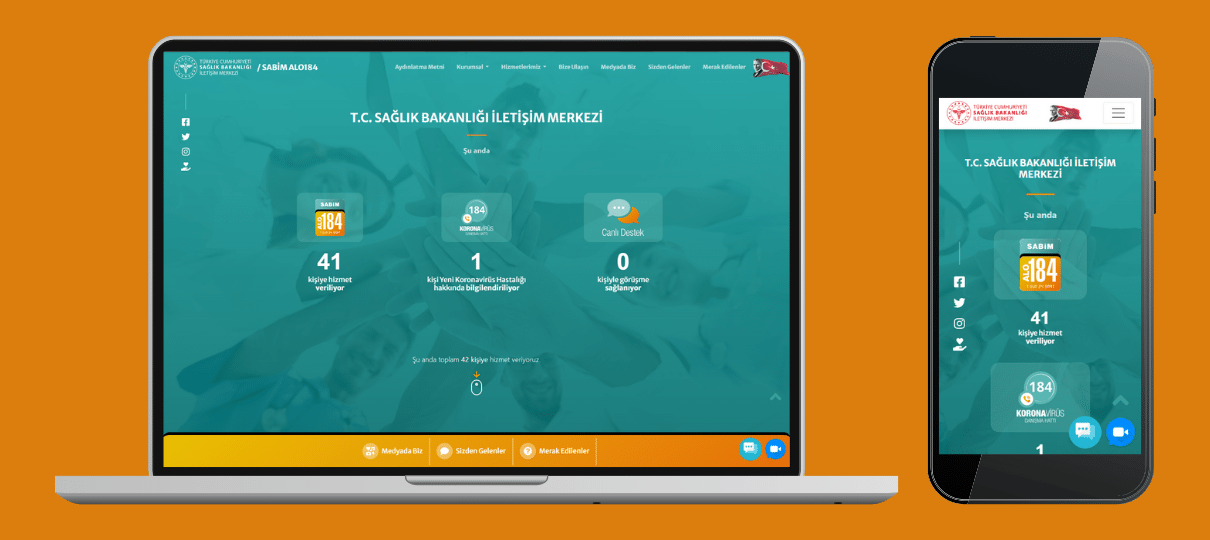 TÜRKİYE CUMHURİYETİ
SAĞLIK BAKANLIĞI
İLETİŞİM MERKEZİ
/ SABİM ALO184
Aydınlatma Metni Kurumsal Hizmetlerimiz Bize Ulaşın Medyada Biz Sizden Gelenler Merak Edilenler
T.C. SAĞLIK BAKANLIĞI İLETİŞİM MERKEZİ
Şu anda
SABIM
ALO 184
41
kişiye hizmet
veriliyor
184
KORONAVİRÜS
DANIŞMA HATTI
1
kişi Yeni Koronavirüs Hastalığı
hakkında bilgilendiriliyor
Canlı Destek
0
kişiyle görüşme
sağlanıyor
Şu anda toplam 42 kişiye hizmet veriyoruz
Medyada Biz Sizden Gelenler Merak Edilenler
TÜRKİYE CUMHURİYETİ
SAĞLIK BAKANLIĞI
İLETİŞİM MERKEZİ
T.C. SAĞLIK BAKANLIĞI İLETİŞİM
MERKEZİ
Şu anda
SABIM
ALO 184
41
kişiye hizmet
veriliyor
184
KORONAVİRÜS
DANIŞMA HATTI
1